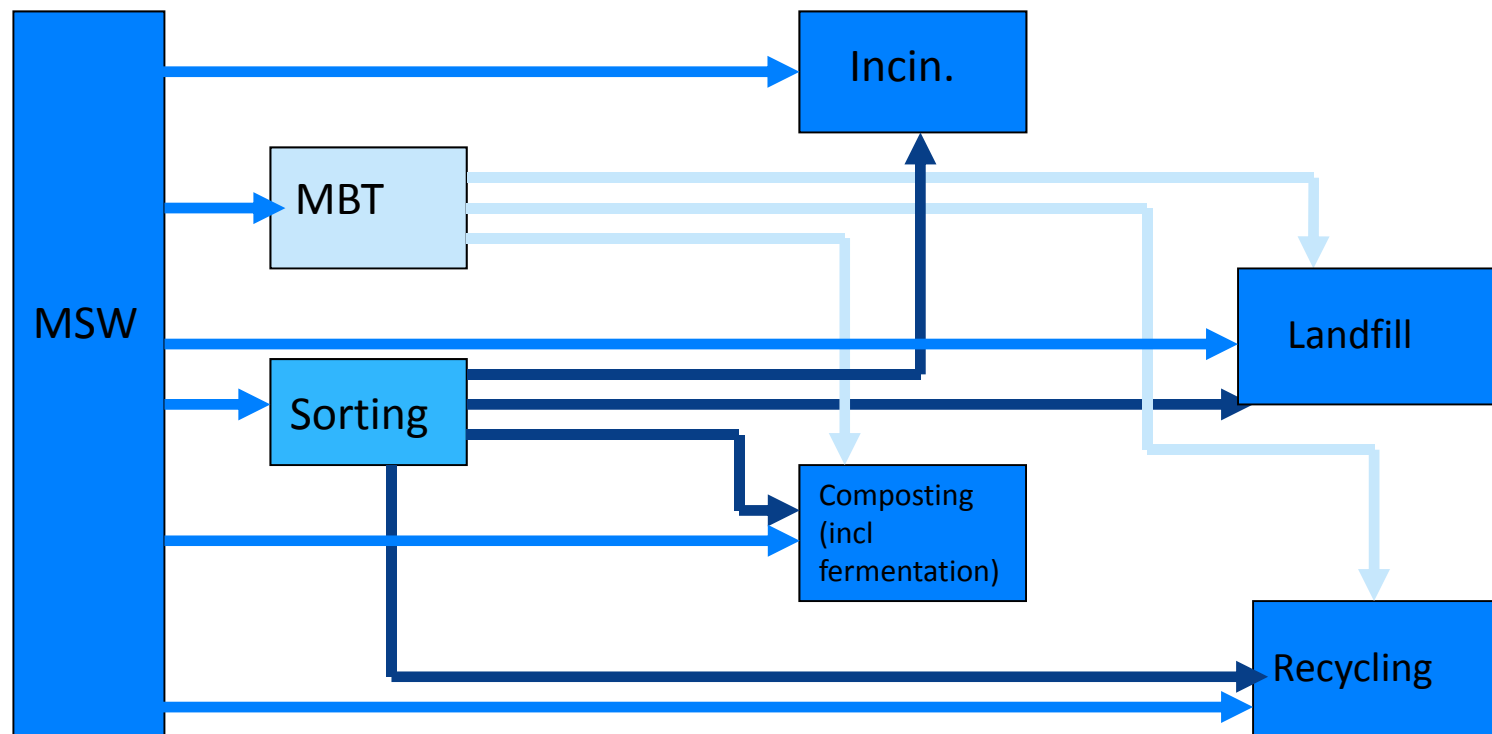 Incin.
MBT
MSW
Landfill
Sorting
Composting
(incl
fermentation)
Recycling